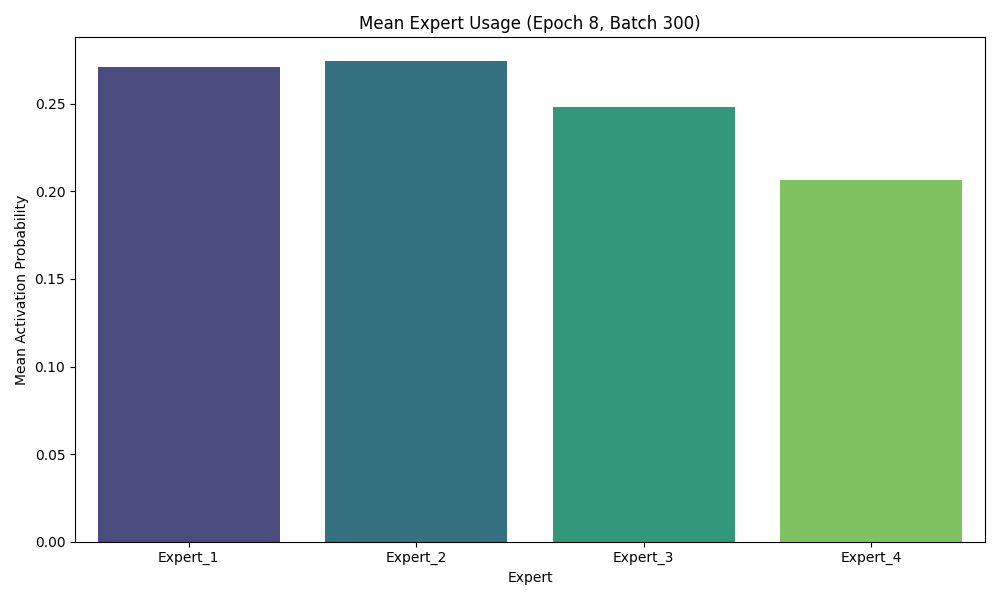 Mean Expert Usage (Epoch 8, Batch 300)
Mean Activation Probability
0.25
0.20
0.15
0.10
0.05
0.00
Expert_1 Expert_2 Expert_3 Expert_4
Expert